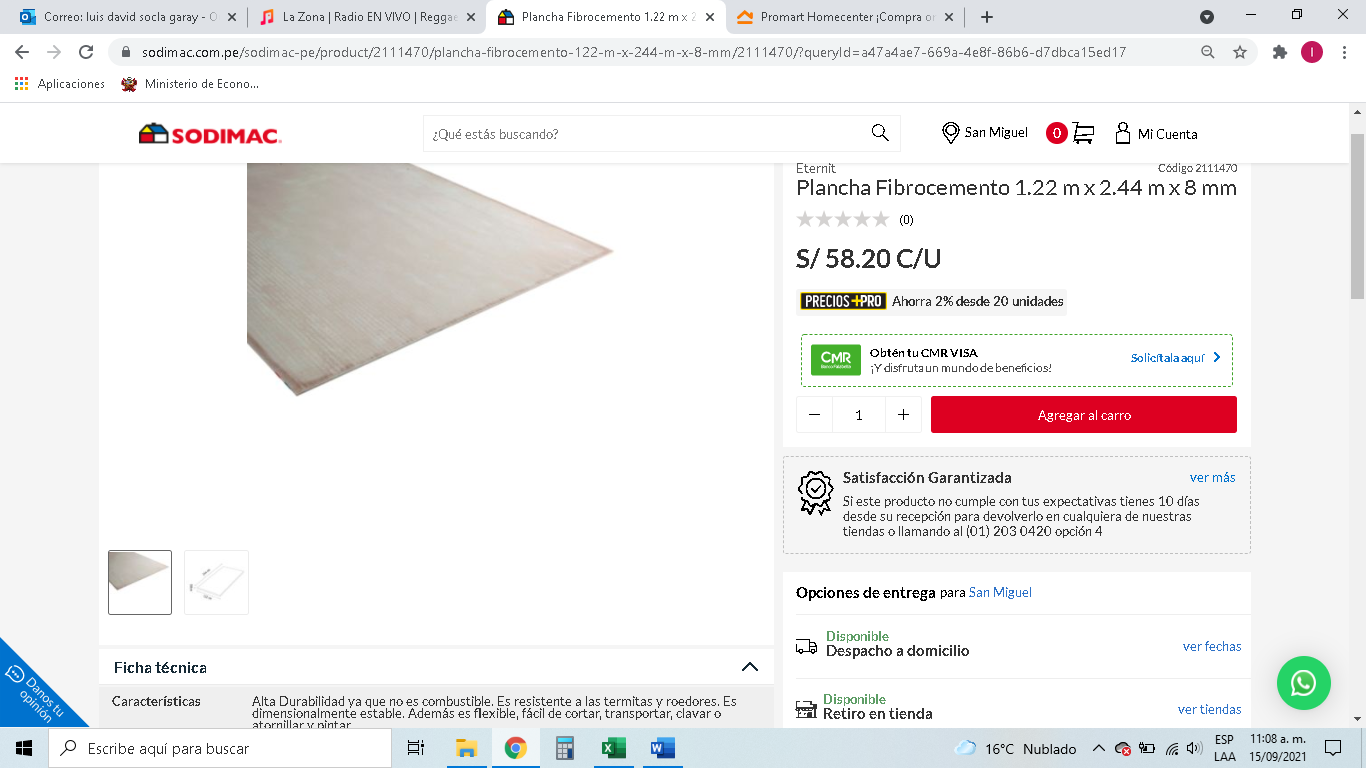 Correo: luis david socla garay - O
La Zona | Radio EN VIVO | Regga
Plancha Fibrocemento 1.22 m x 2
Promart Homecenter ¡Compra o
sodimac.com.pe/sodimac-pe/product/2111470/plancha-fibrocemento-122-m-x-244-m-x-8-mm/2111470/?queryId=a47a4ae7-669a-4e8f-86b6-d7dbca15ed17
I
Aplicaciones
Ministerio de Econo...
SODIMAC
¿Qué estás buscando?
San Miguel
0
Mi Cuenta
Eternit
Código 2111470
Plancha Fibrocemento 1.22 m x 2.44 m x 8 mm
(0)
S/ 58.20 C/U
PRECIOS+PRO Ahorra 2% desde 20 unidades
CMR
Obtén tu CMR VISA
¡Y disfruta un mundo de beneficios!
Solicítala aquí
1
Agregar al carro
Satisfacción Garantizada
ver más
Si este producto no cumple con tus expectativas tienes 10 días
desde su recepción para devolverlo en cualquiera de nuestras
tiendas o llamando al (01) 203 0420 opción 4
Opciones de entrega para San Miguel
Disponible
Despacho a domicilio
ver fechas
Disponible
Retiro en tienda
ver tiendas
Ficha técnica
Características
Alta Durabilidad ya que no es combustible. Es resistente a las termitas y roedores. Es
dimensionalmente estable. Además es flexible, fácil de cortar, transportar, clavar o
atornillar y pintar
Danos tu
opinión
Escribe aquí para buscar
16°C Nublado
ESP
LAA
11:08 a. m.
15/09/2021